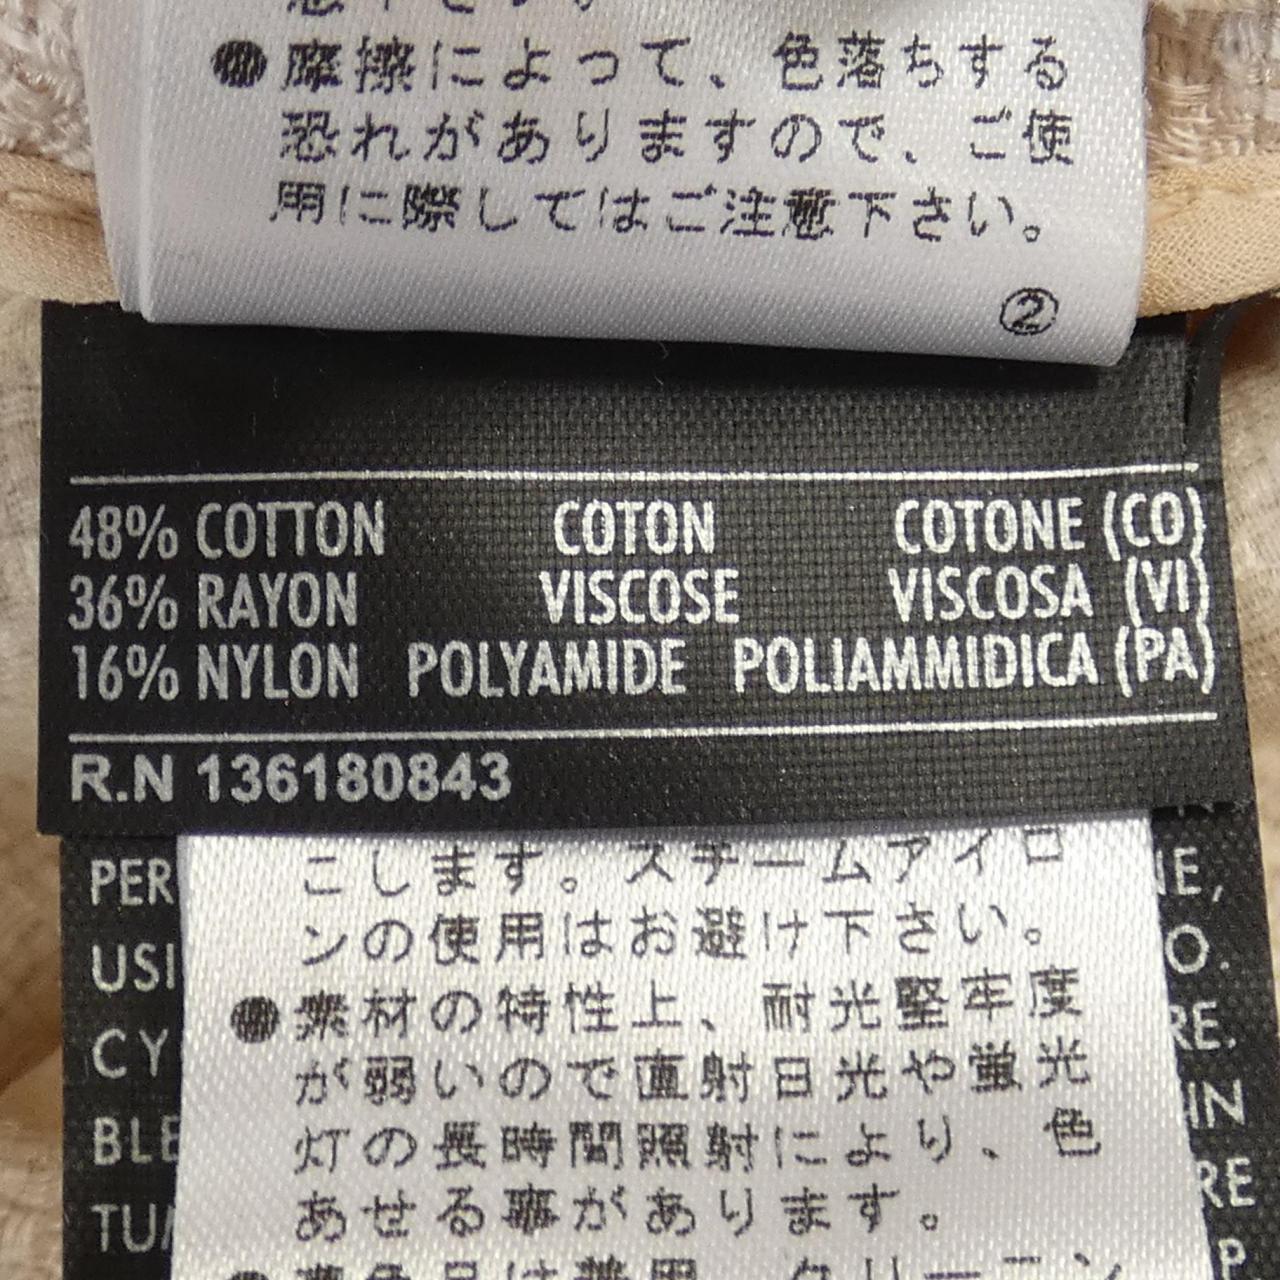 ●摩擦によって、色落ちする
恐れがありますので、ご使
用に際してはご注意下さい。
②
48% COTTON COTON COTONE (CO)
36% RAYON VISCOSE VISCOSA (VI)
16% NYLON POLYAMIDE POLIAMMIDICA (PA)
R.N 136180843
こします。スチームアイロ
ンの使用はお避け下さい。
●素材の特性上、耐光堅牢度
が弱いので直射日光や蛍光
灯の長時間照射により、色
あせる事があります。
PER
USI
CY
BLE
TUM
NE,
O.
RE.
IN
RE
P